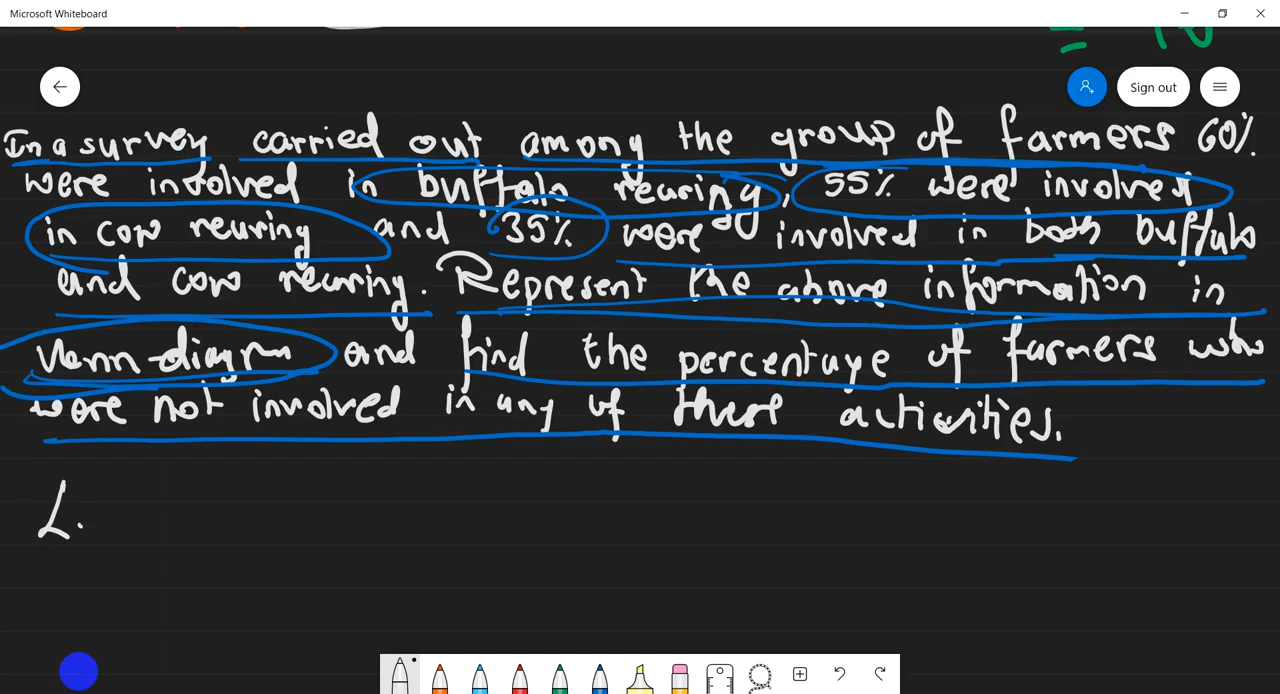 Microsoft Whiteboard
Sign out
In a survey carried out among the group of farmers 60%
were involved in buffalo rearing, 55% were involved
in cow rearing and 35% were involved in both buffalo
and cow rearing. Represent the above information in
Venn-diagrm and find the percentage of farmers who
were not involved in any of these activities.
L.